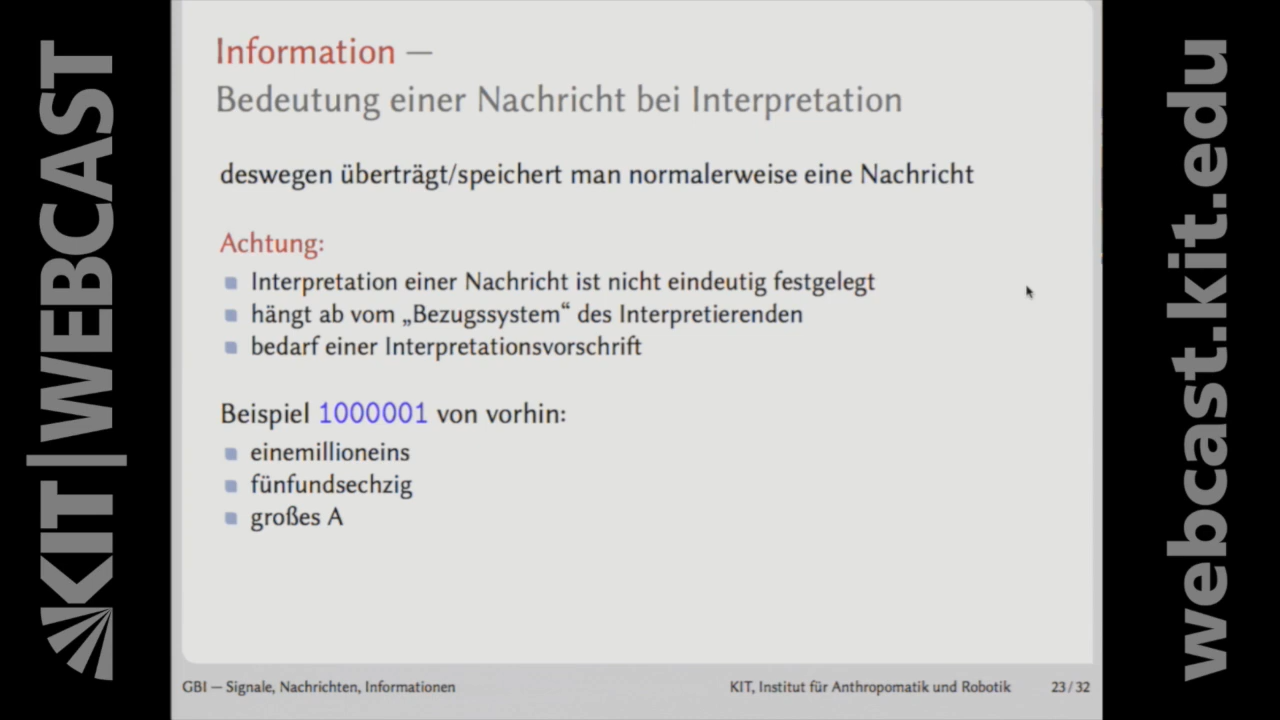 KIT | WEBCAST
Information —
Bedeutung einer Nachricht bei Interpretation
deswegen überträgt/speichert man normalerweise eine Nachricht
Achtung:
Interpretation einer Nachricht ist nicht eindeutig festgelegt
hängt ab vom „Bezugssystem“ des Interpretierenden
bedarf einer Interpretationsvorschrift
Beispiel 1000001 von vorhin:
einemillioneins
fünfundsechzig
großes A
GBI — Signale, Nachrichten, Informationen
KIT, Institut für Anthropomatik und Robotik
23 / 32
webcast.kit.edu